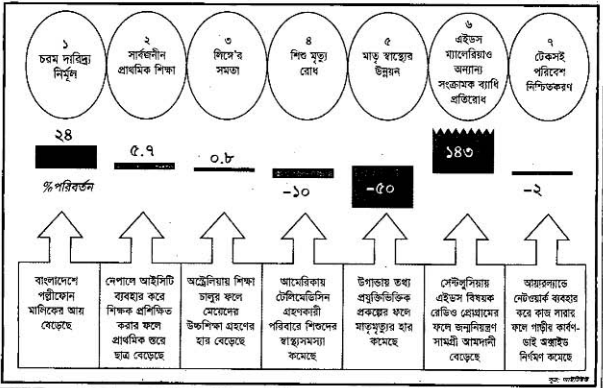 ১
চরম দারিদ্র্য
নির্মূল
২
সার্বজনীন
প্রাথমিক শিক্ষা
৩
লিঙ্গে'র
সমতা
৪
শিশু মৃত্যু
রোধ
৫
মাতৃ স্বাস্থ্যের
উন্নয়ন
৬
এইডস
ম্যালেরিয়াও
অন্যান্য
সংক্রামক ব্যাধি
প্রতিরোধ
৭
টেকসই
পরিবেশ
নিশ্চিতকরণ
২৪
৫.৭
০.৮
-১০
-৫০
১৪৩
-২
%পরিবর্তন
বাংলাদেশে
পল্লীফোন
মালিকের আয়
বেড়েছে
নেপালে আইসিটি
ব্যবহার করে
শিক্ষক প্রশিক্ষিত
করার ফলে
প্রাথমিক স্তরে
ছাত্র বেড়েছে
অস্ট্রেলিয়ায় শিক্ষা
চালুর ফলে
মেয়েদের
উচ্চশিক্ষা গ্রহণের
হার বেড়েছে
আমেরিকায়
টেলিমেডিসিন
গ্রহণকারী
পরিবারে শিশুদের
স্বাস্থ্যসমস্যা
কমেছে
উগান্ডায় তথ্য
প্রযুক্তিভিত্তিক
প্রকল্পের ফলে
মাতৃমৃত্যুর হার
কমেছে
সেন্টলুসিয়ায়
এইডস বিষয়ক
রেডিও প্রোগ্রামের
ফলে জন্মনিয়ন্ত্রণ
সামগ্রী আমদানী
বেড়েছে
আয়ারল্যান্ডে
নেটওয়ার্ক ব্যবহার
করে কাজ সারার
ফলে গাড়ীর কার্বণ-
ডাই অক্সাইড
নির্গমণ কমেছে
সূত্র: